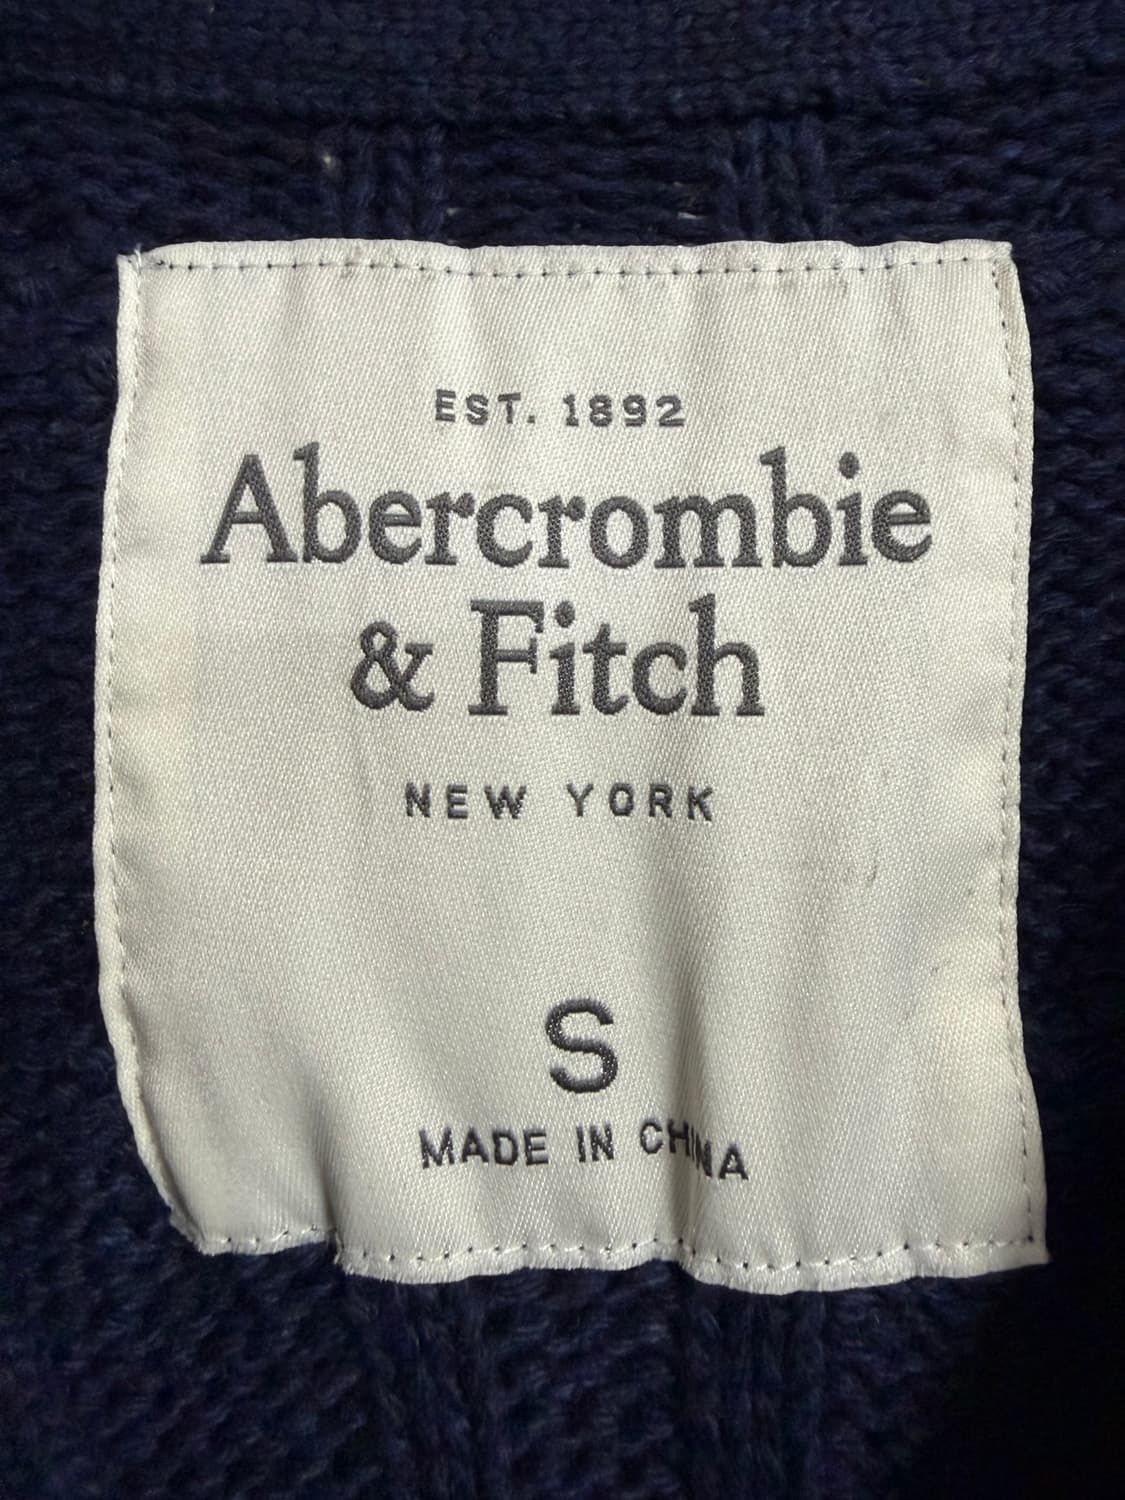 EST. 1892
Abercrombie
& Fitch
NEW YORK
S
MADE IN CHINA